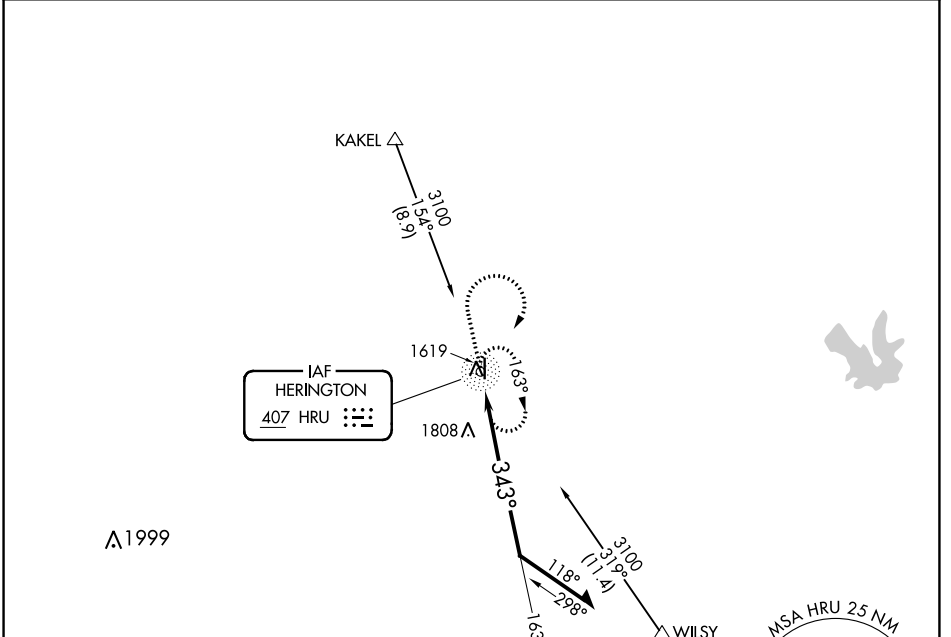 KAKEL
3100
154°
(8.9)
1619
163°
IAF
HERINGTON
407 HRU
1808
343°
1999
3100
319°
(11.4)
118°
298°
163
WILSY
MSA HRU 25 NM